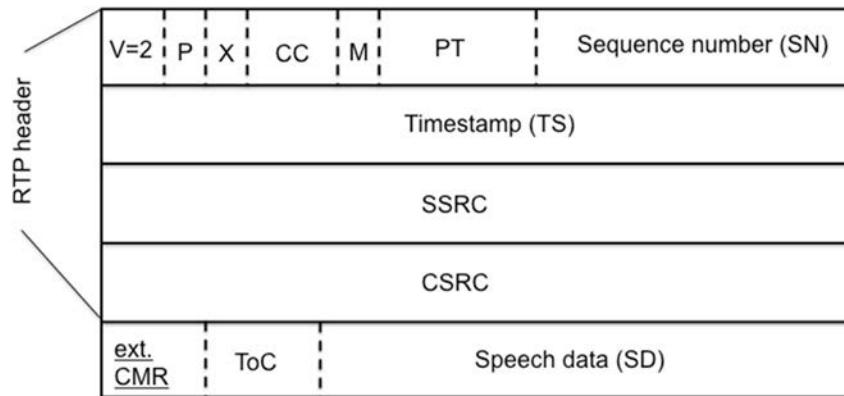 RTP header
V=2 P X CC M PT Sequence number (SN)
Timestamp (TS)
SSRC
CSRC
ext.
CMR
ToC
Speech data (SD)